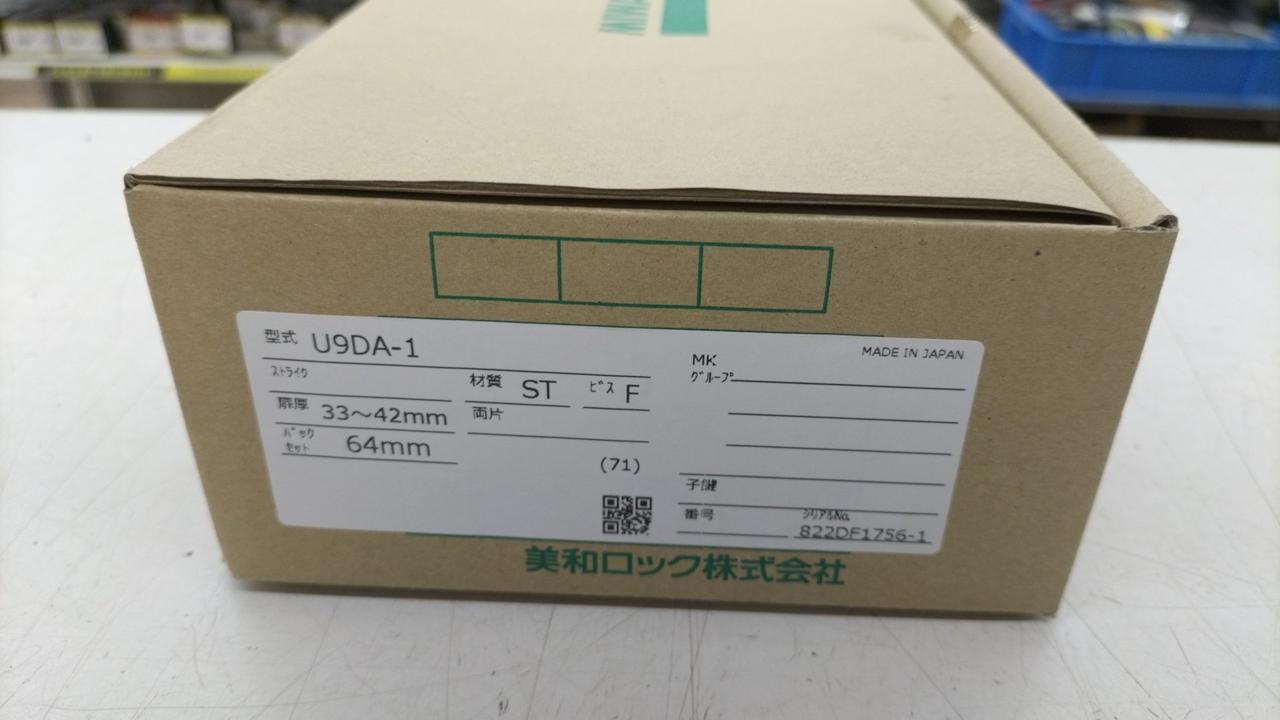 型式 U9DA-1
ストライク
材質 ST ビス F
扉厚 33～42mm
両片
バック
セット 64mm
(71)
MADE IN JAPAN
MK
グループ
子鍵
番号
シリアルNo.
822DF1756-1
美和ロック株式会社